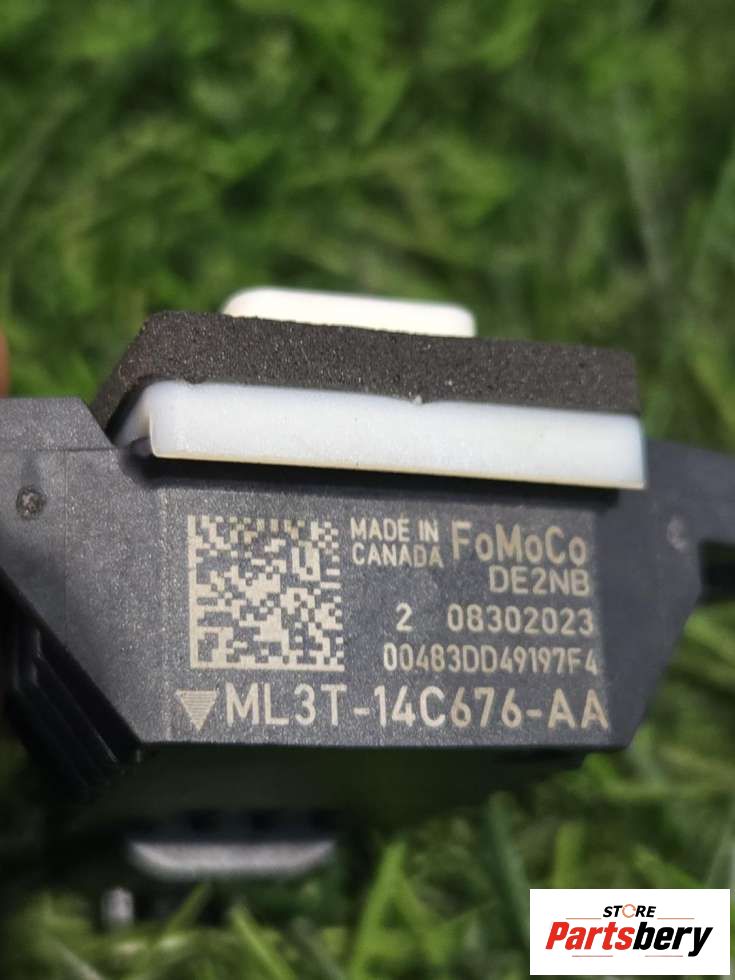 MADE IN
CANADA
FoMoCo
DE2NB
2 08302023
00483DD49197F4
ML3T-14C676-AA
STORE
Partsbery